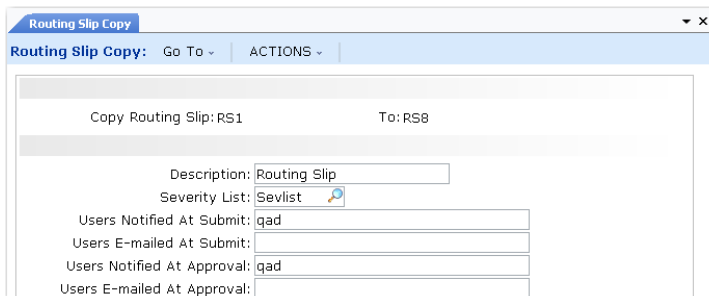 Routing Slip Copy
Routing Slip Copy: Go To ACTIONS
Copy Routing Slip: RS1 To: RS8
Description: Routing Slip
Severity List: Sevlist
Users Notified At Submit: qad
Users E-mailed At Submit:
Users Notified At Approval: qad
Users E-mailed At Approval: